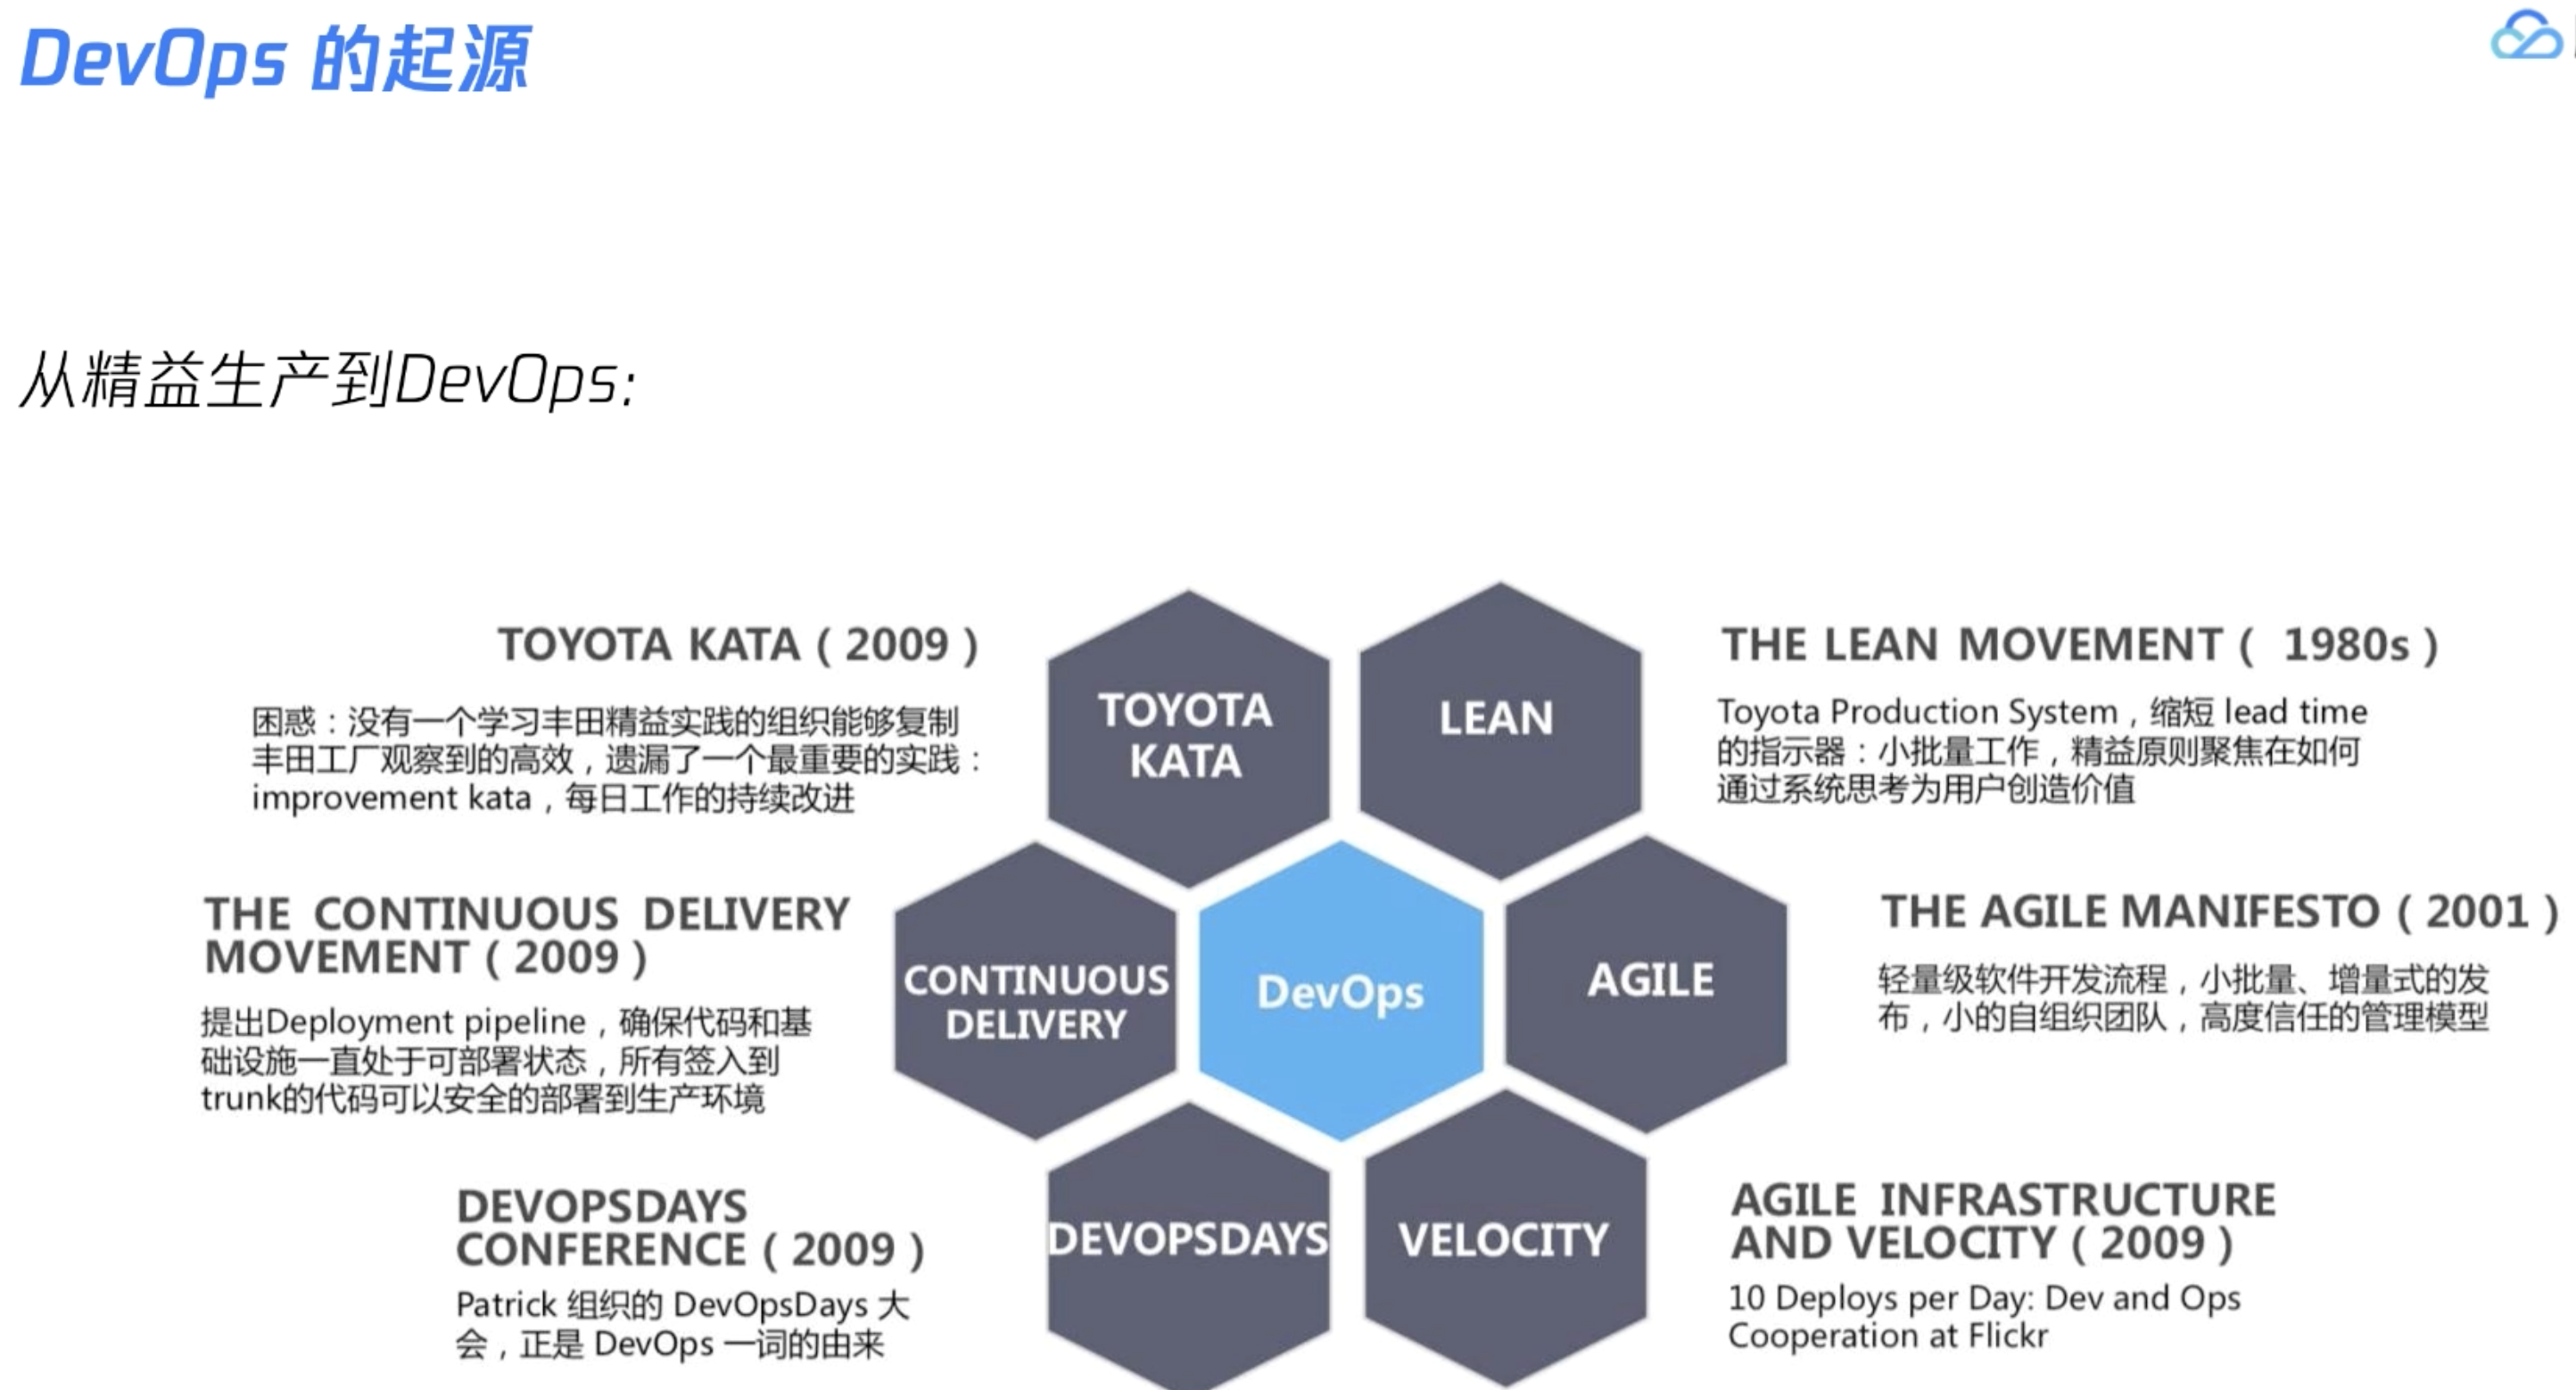 DevOps 的起源
从精益生产到DevOps:
TOYOTA KATA（2009）
困惑：没有一个学习丰田精益实践的组织能够复制
丰田工厂观察到的高效，遗漏了一个最重要的实践：
improvement kata，每日工作的持续改进
TOYOTA
KATA
LEAN
THE LEAN MOVEMENT（ 1980s）
Toyota Production System，缩短 lead time
的指示器：小批量工作，精益原则聚焦在如何
通过系统思考为用户创造价值
THE CONTINUOUS DELIVERY
MOVEMENT（2009）
提出Deployment pipeline，确保代码和基
础设施一直处于可部署状态，所有签入到
trunk的代码可以安全的部署到生产环境
CONTINUOUS
DELIVERY
DevOps
AGILE
THE AGILE MANIFESTO（2001）
轻量级软件开发流程，小批量、增量式的发
布，小的自组织团队，高度信任的管理模型
DEVOPSDAYS
CONFERENCE（2009）
Patrick 组织的 DevOpsDays 大
会，正是 DevOps 一词的由来
DEVOPSDAYS
VELOCITY
AGILE INFRASTRUCTURE
AND VELOCITY（2009）
10 Deploys per Day: Dev and Ops
Cooperation at Flickr